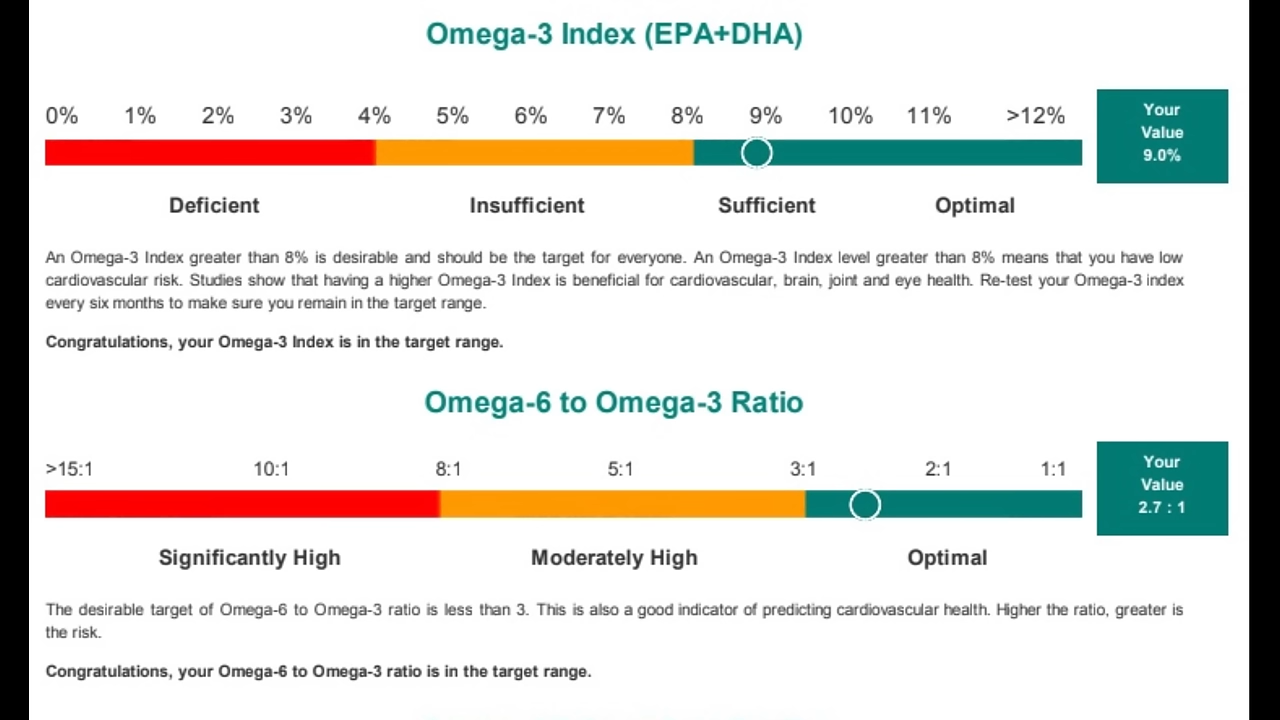 Omega-3 Index (EPA+DHA)
0% 1% 2% 3% 4% 5% 6% 7% 8% 9% 10% 11% >12%
Your
Value
9.0%
Deficient Insufficient Sufficient Optimal
An Omega-3 Index greater than 8% is desirable and should be the target for everyone. An Omega-3 Index level greater than 8% means that you have low
cardiovascular risk. Studies show that having a higher Omega-3 Index is beneficial for cardiovascular, brain, joint and eye health. Re-test your Omega-3 index
every six months to make sure you remain in the target range.
Congratulations, your Omega-3 Index is in the target range.
Omega-6 to Omega-3 Ratio
>15:1 10:1 8:1 5:1 3:1 2:1 1:1
Your
Value
2.7 : 1
Significantly High Moderately High Optimal
The desirable target of Omega-6 to Omega-3 ratio is less than 3. This is also a good indicator of predicting cardiovascular health. Higher the ratio, greater is
the risk.
Congratulations, your Omega-6 to Omega-3 ratio is in the target range.